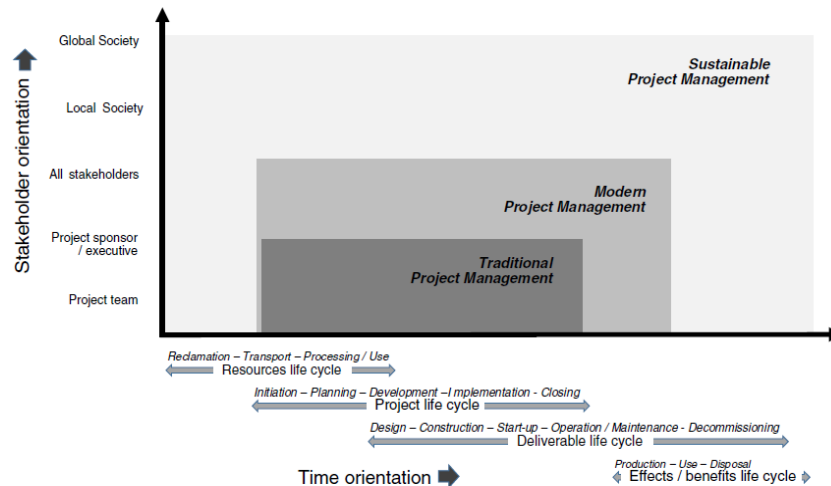 Global Society
Sustainable
Project Management
Local Society
Stakeholder orientation
All stakeholders
Modern
Project Management
Project sponsor
/ executive
Traditional
Project Management
Project team
Reclamation – Transport – Processing / Use
Resources life cycle
Initiation – Planning – Development –Implementation - Closing
Project life cycle
Design – Construction – Start-up – Operation / Maintenance - Decommissioning
Deliverable life cycle
Production – Use – Disposal
Time orientation
Effects / benefits life cycle